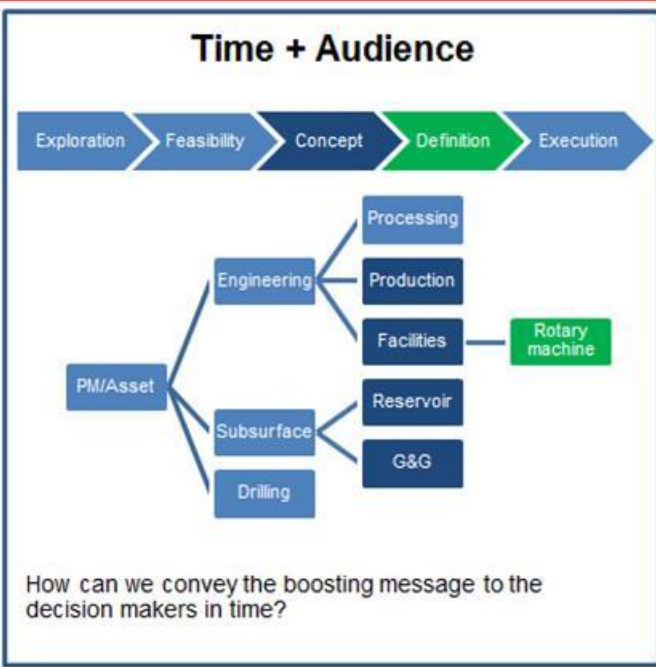 Time + Audience
Exploration
Feasibility
Concept
Definition
Execution
Processing
Engineering
Production
Facilities
Rotary
machine
PM/Asset
Reservoir
Subsurface
G&G
Drilling
How can we convey the boosting message to the
decision makers in time?